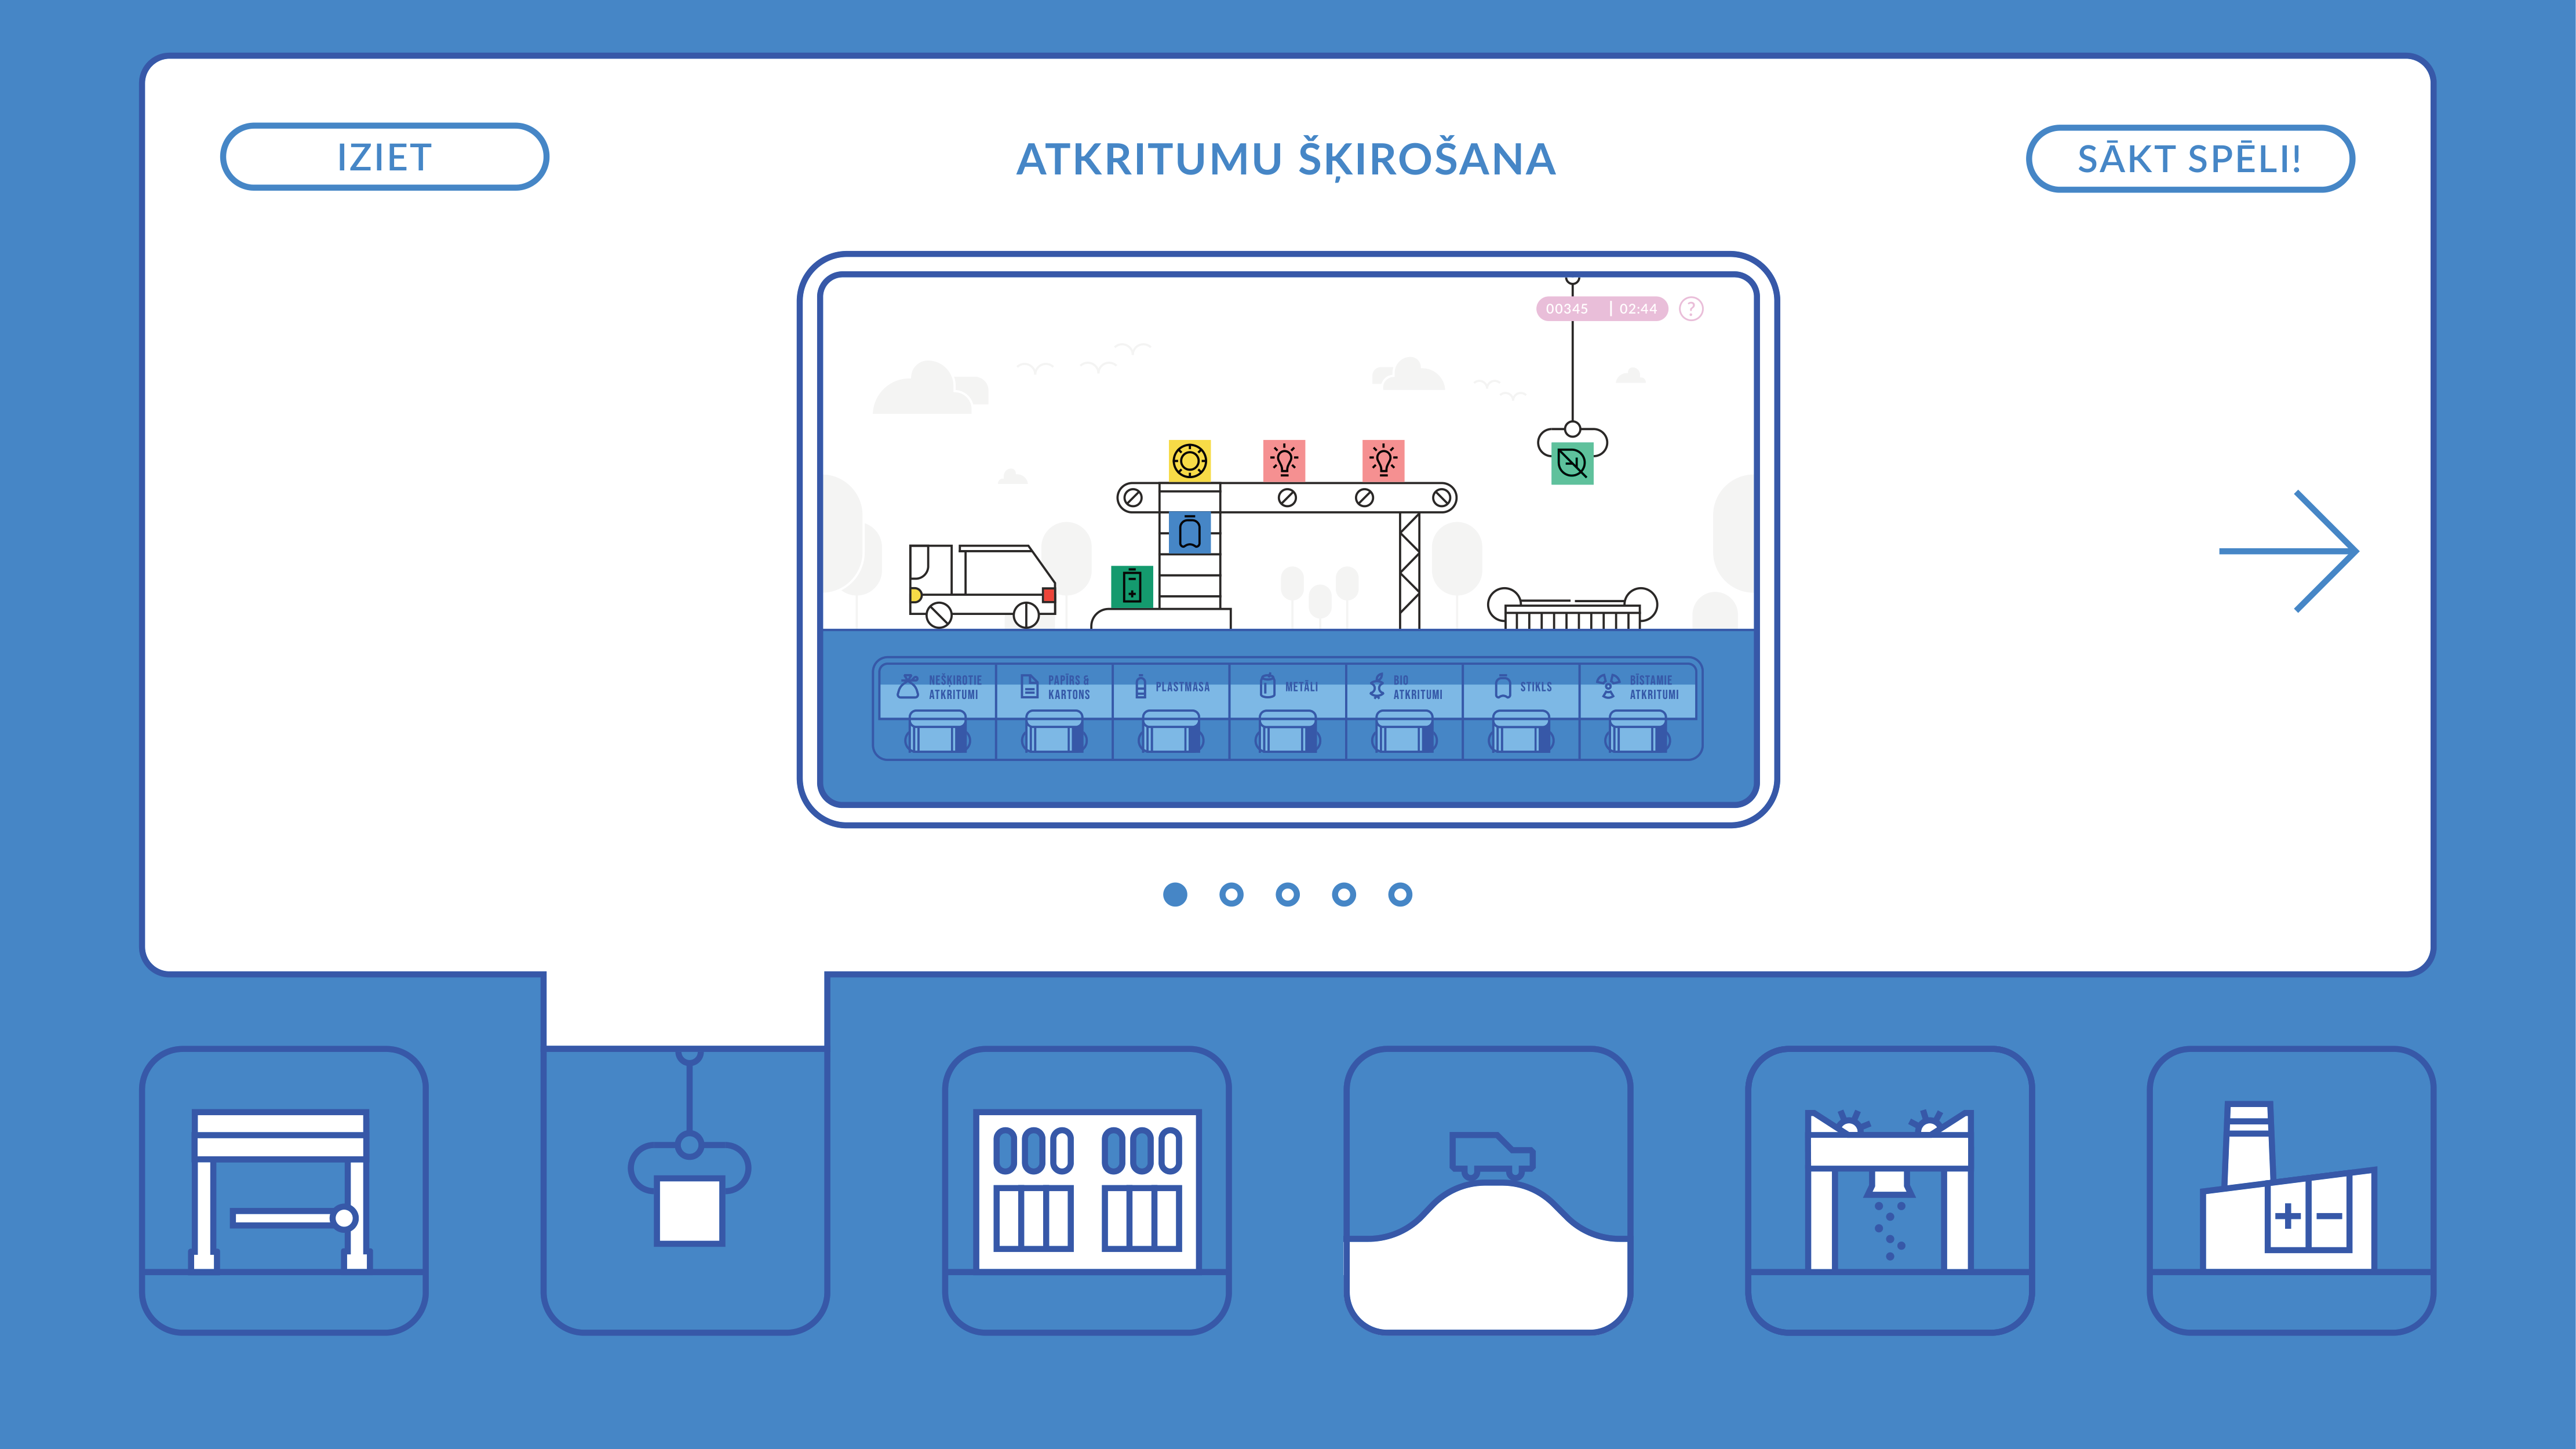 IZIET
ATKRITUMU ŠĶIROŠANA
SĀKT SPĒLI!
00345 | 02:44 ?
NEŠĶIROTIE
ATKRITUMI
PAPĪRS &
KARTONS
PLASTMASA
METĀLI
BIO
ATKRITUMI
STIKLS
BĪSTAMIE
ATKRITUMI